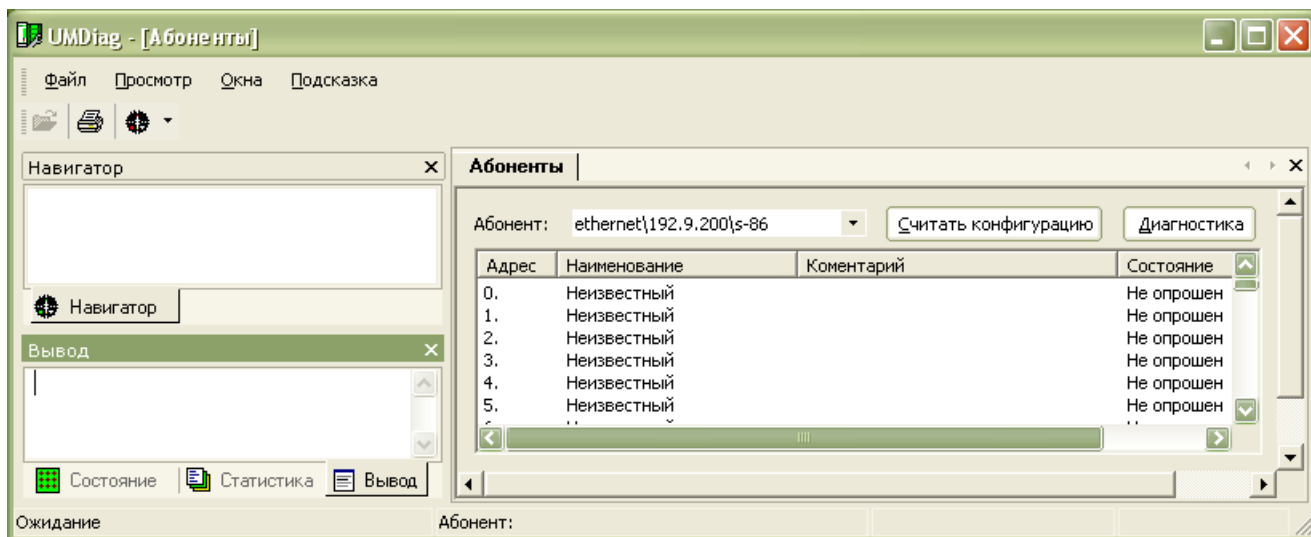 UMDiag - [Абоненты]
Файл Просмотр Окна Подсказка
Навигатор
Навигатор
Вывод
Состояние Статистика Вывод
Абоненты
Абонент: ethernet\192.9.200\s-86 Считать конфигурацию Диагностика
Адрес Наименование Коментарий Состояние
0. Неизвестный Не опрошен
1. Неизвестный Не опрошен
2. Неизвестный Не опрошен
3. Неизвестный Не опрошен
4. Неизвестный Не опрошен
5. Неизвестный Не опрошен
Ожидание Абонент: